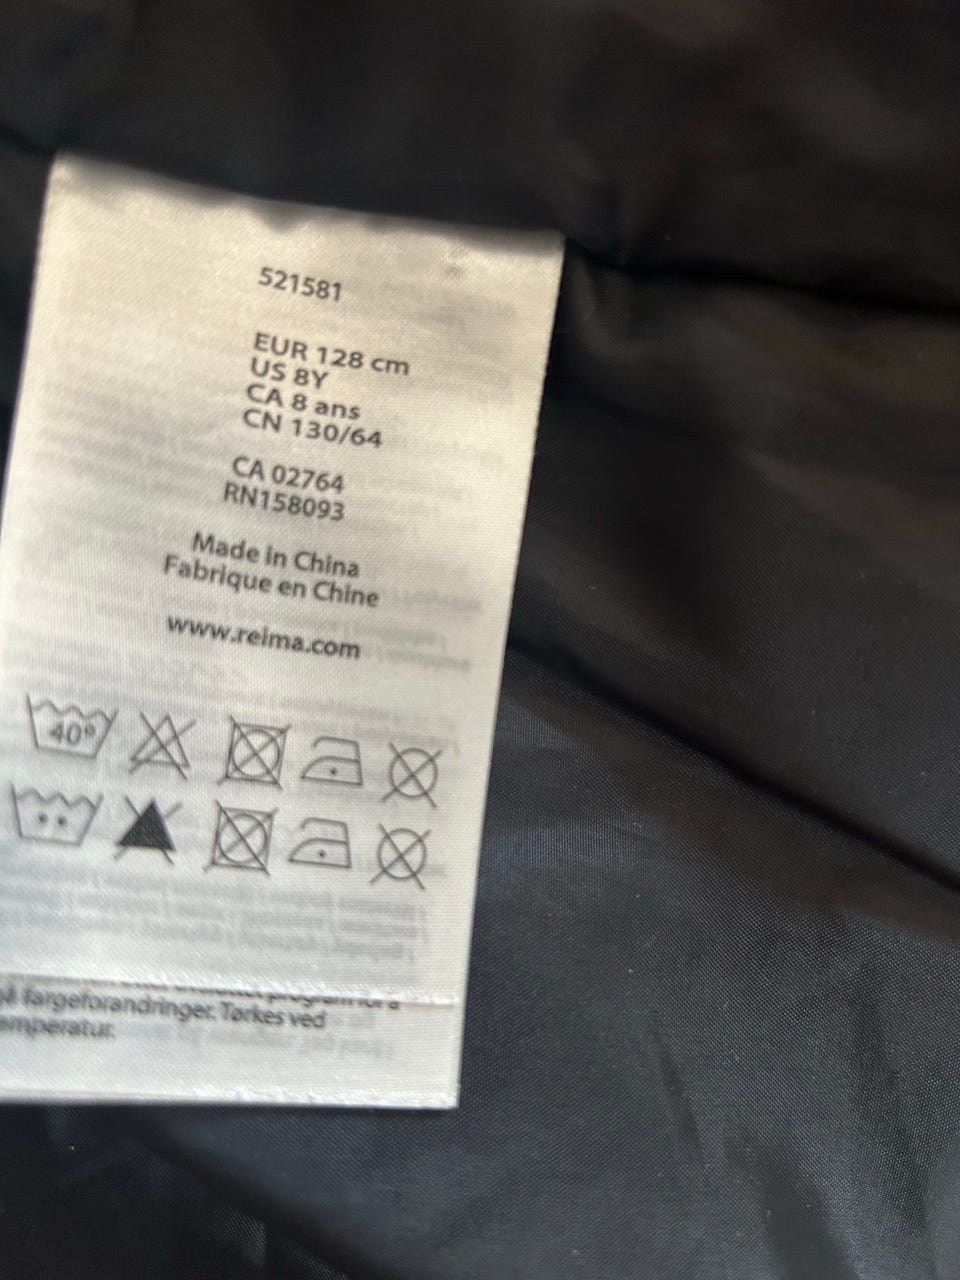 521581
EUR 128 cm
US 8Y
CA 8 ans
CN 130/64
CA 02764
RN158093
Made in China
Fabrique en Chine
www.reima.com
40°
fargeforandringer. Tørkes ved
emperatur.